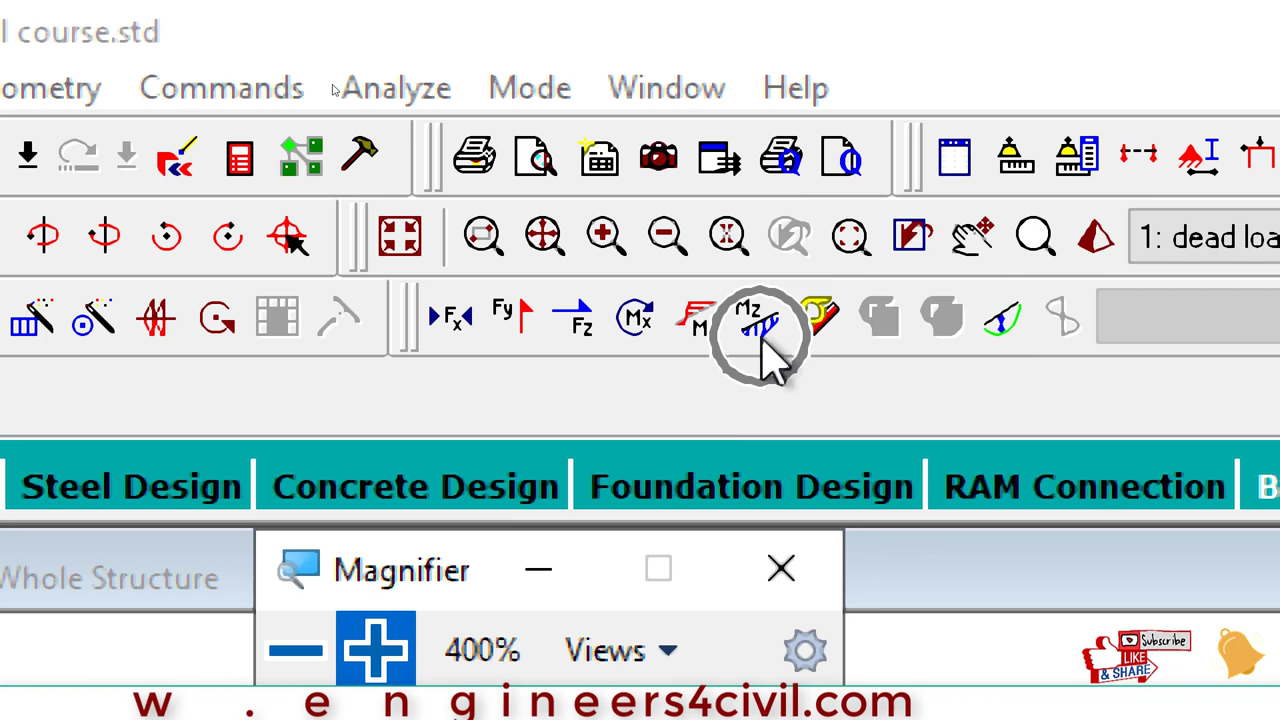 l course.std
ometry Commands Analyze Mode Window Help
1: dead loa
Fx Fy Fz Mx M Mz
Steel Design Concrete Design Foundation Design RAM Connection B
Whole Structure
Magnifier
400% Views
Subscribe
LIKE
& SHARE
w . e n g i n e e r s4civil.com